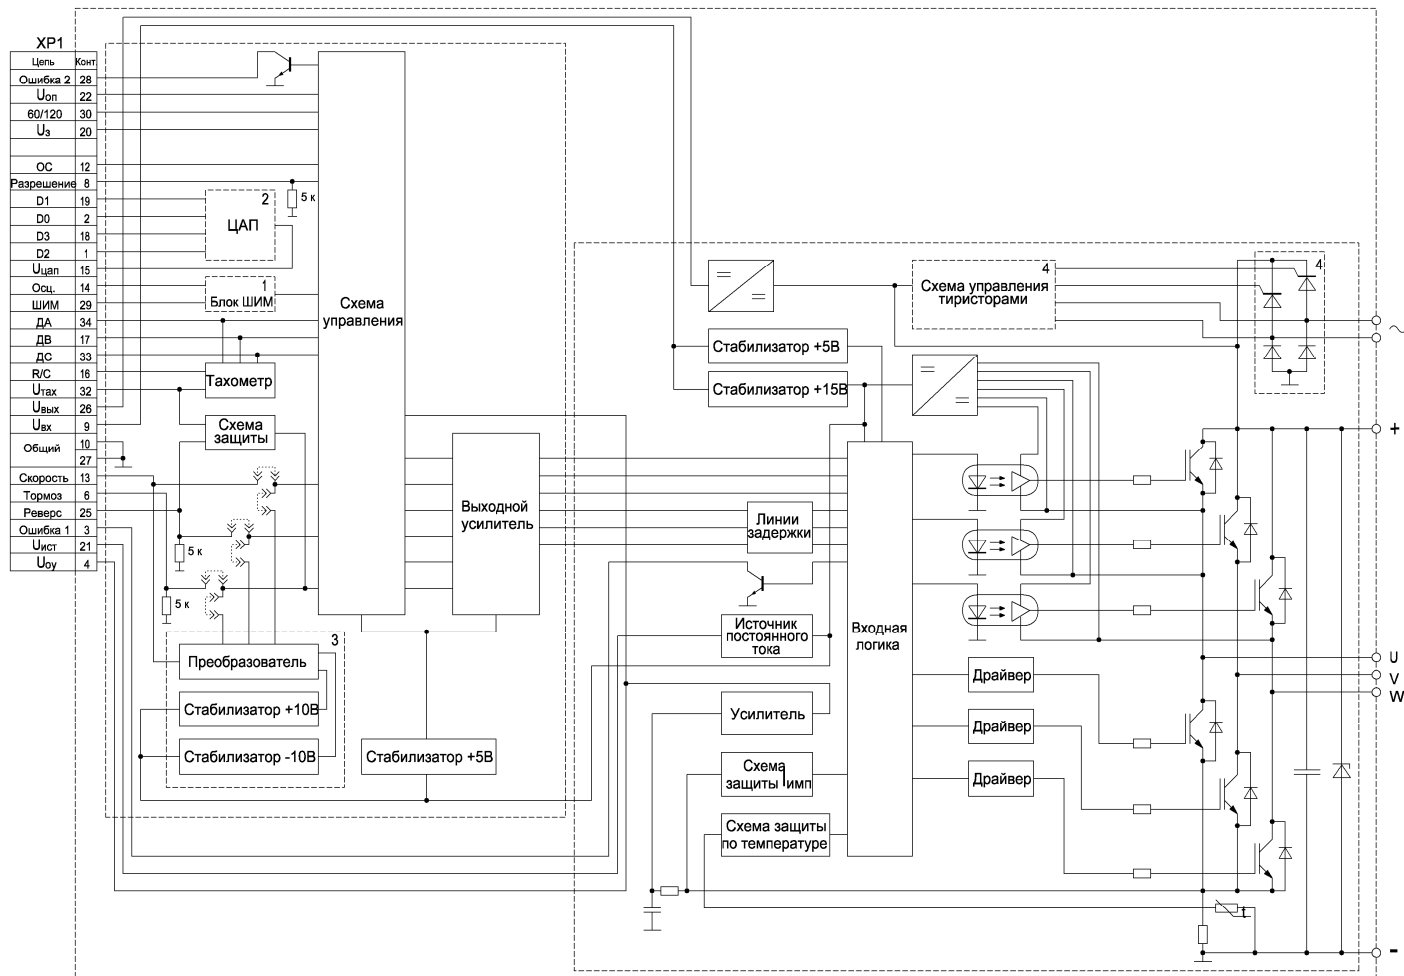 XP1
Цепь Конт
Ошибка 2 28
Uоп 22
60/120 30
Uз 20
ОС 12
Разрешение 8
D1 19
D0 2
D3 18
D2 1
Uцап 15
Осц. 14
ШИМ 29
ДА 34
ДВ 17
ДС 33
R/C 16
Uтах 32
Uвых 26
Uвх 9
Общий 10
27
Скорость 13
Тормоз 6
Реверс 25
Ошибка 1 3
Uист 21
Uоу 4
5 к
2
ЦАП
1
Блок ШИМ
Тахометр
Схема
защиты
5 к
5 к
3
Преобразователь
Стабилизатор +10В
Стабилизатор -10В
Схема
управления
Выходной
усилитель
Стабилизатор +5В
Стабилизатор +5В
Стабилизатор +15В
4
Схема управления
тиристорами
4
Линии
задержки
Источник
постоянного
тока
Усилитель
Схема
защиты Iимп
Схема защиты
по температуре
Входная
логика
Драйвер
Драйвер
Драйвер
t
~
+
U
V
W
-